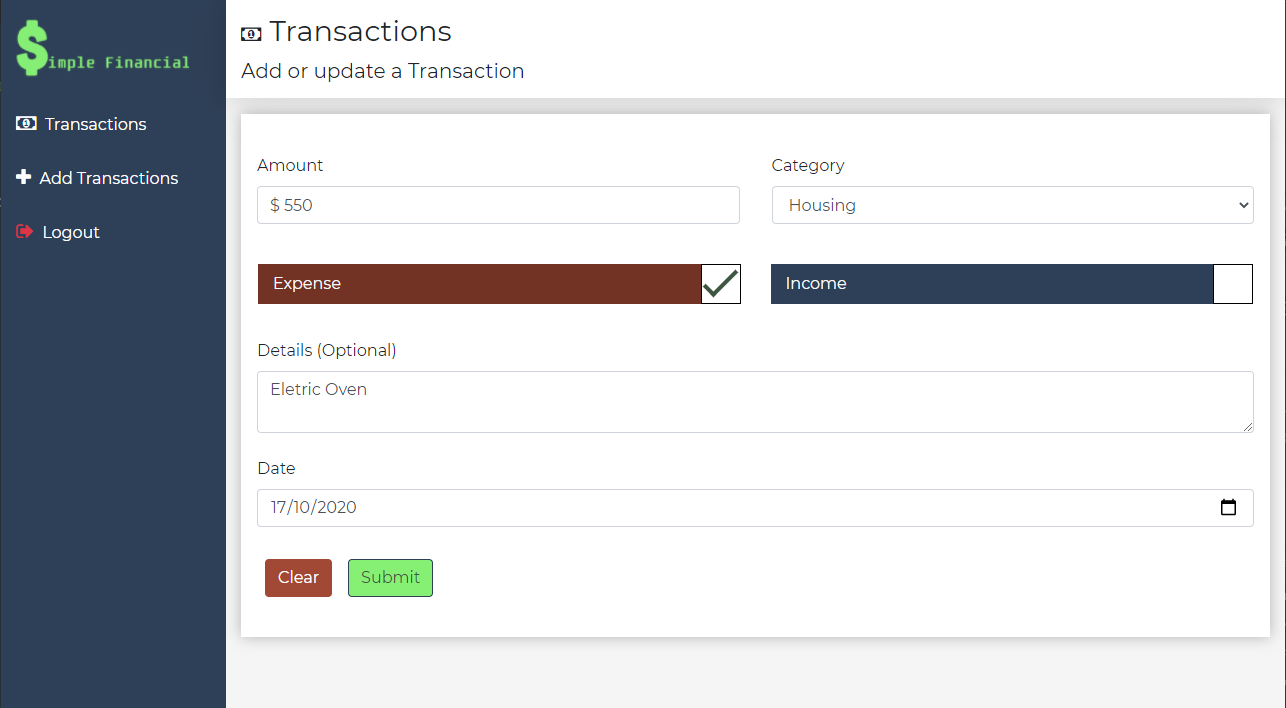 $imple Financial
Transactions
Add Transactions
Logout
Transactions
Add or update a Transaction
Amount
Category
$ 550
Housing
Expense
Income
Details (Optional)
Eletric Oven
Date
17/10/2020
Clear
Submit